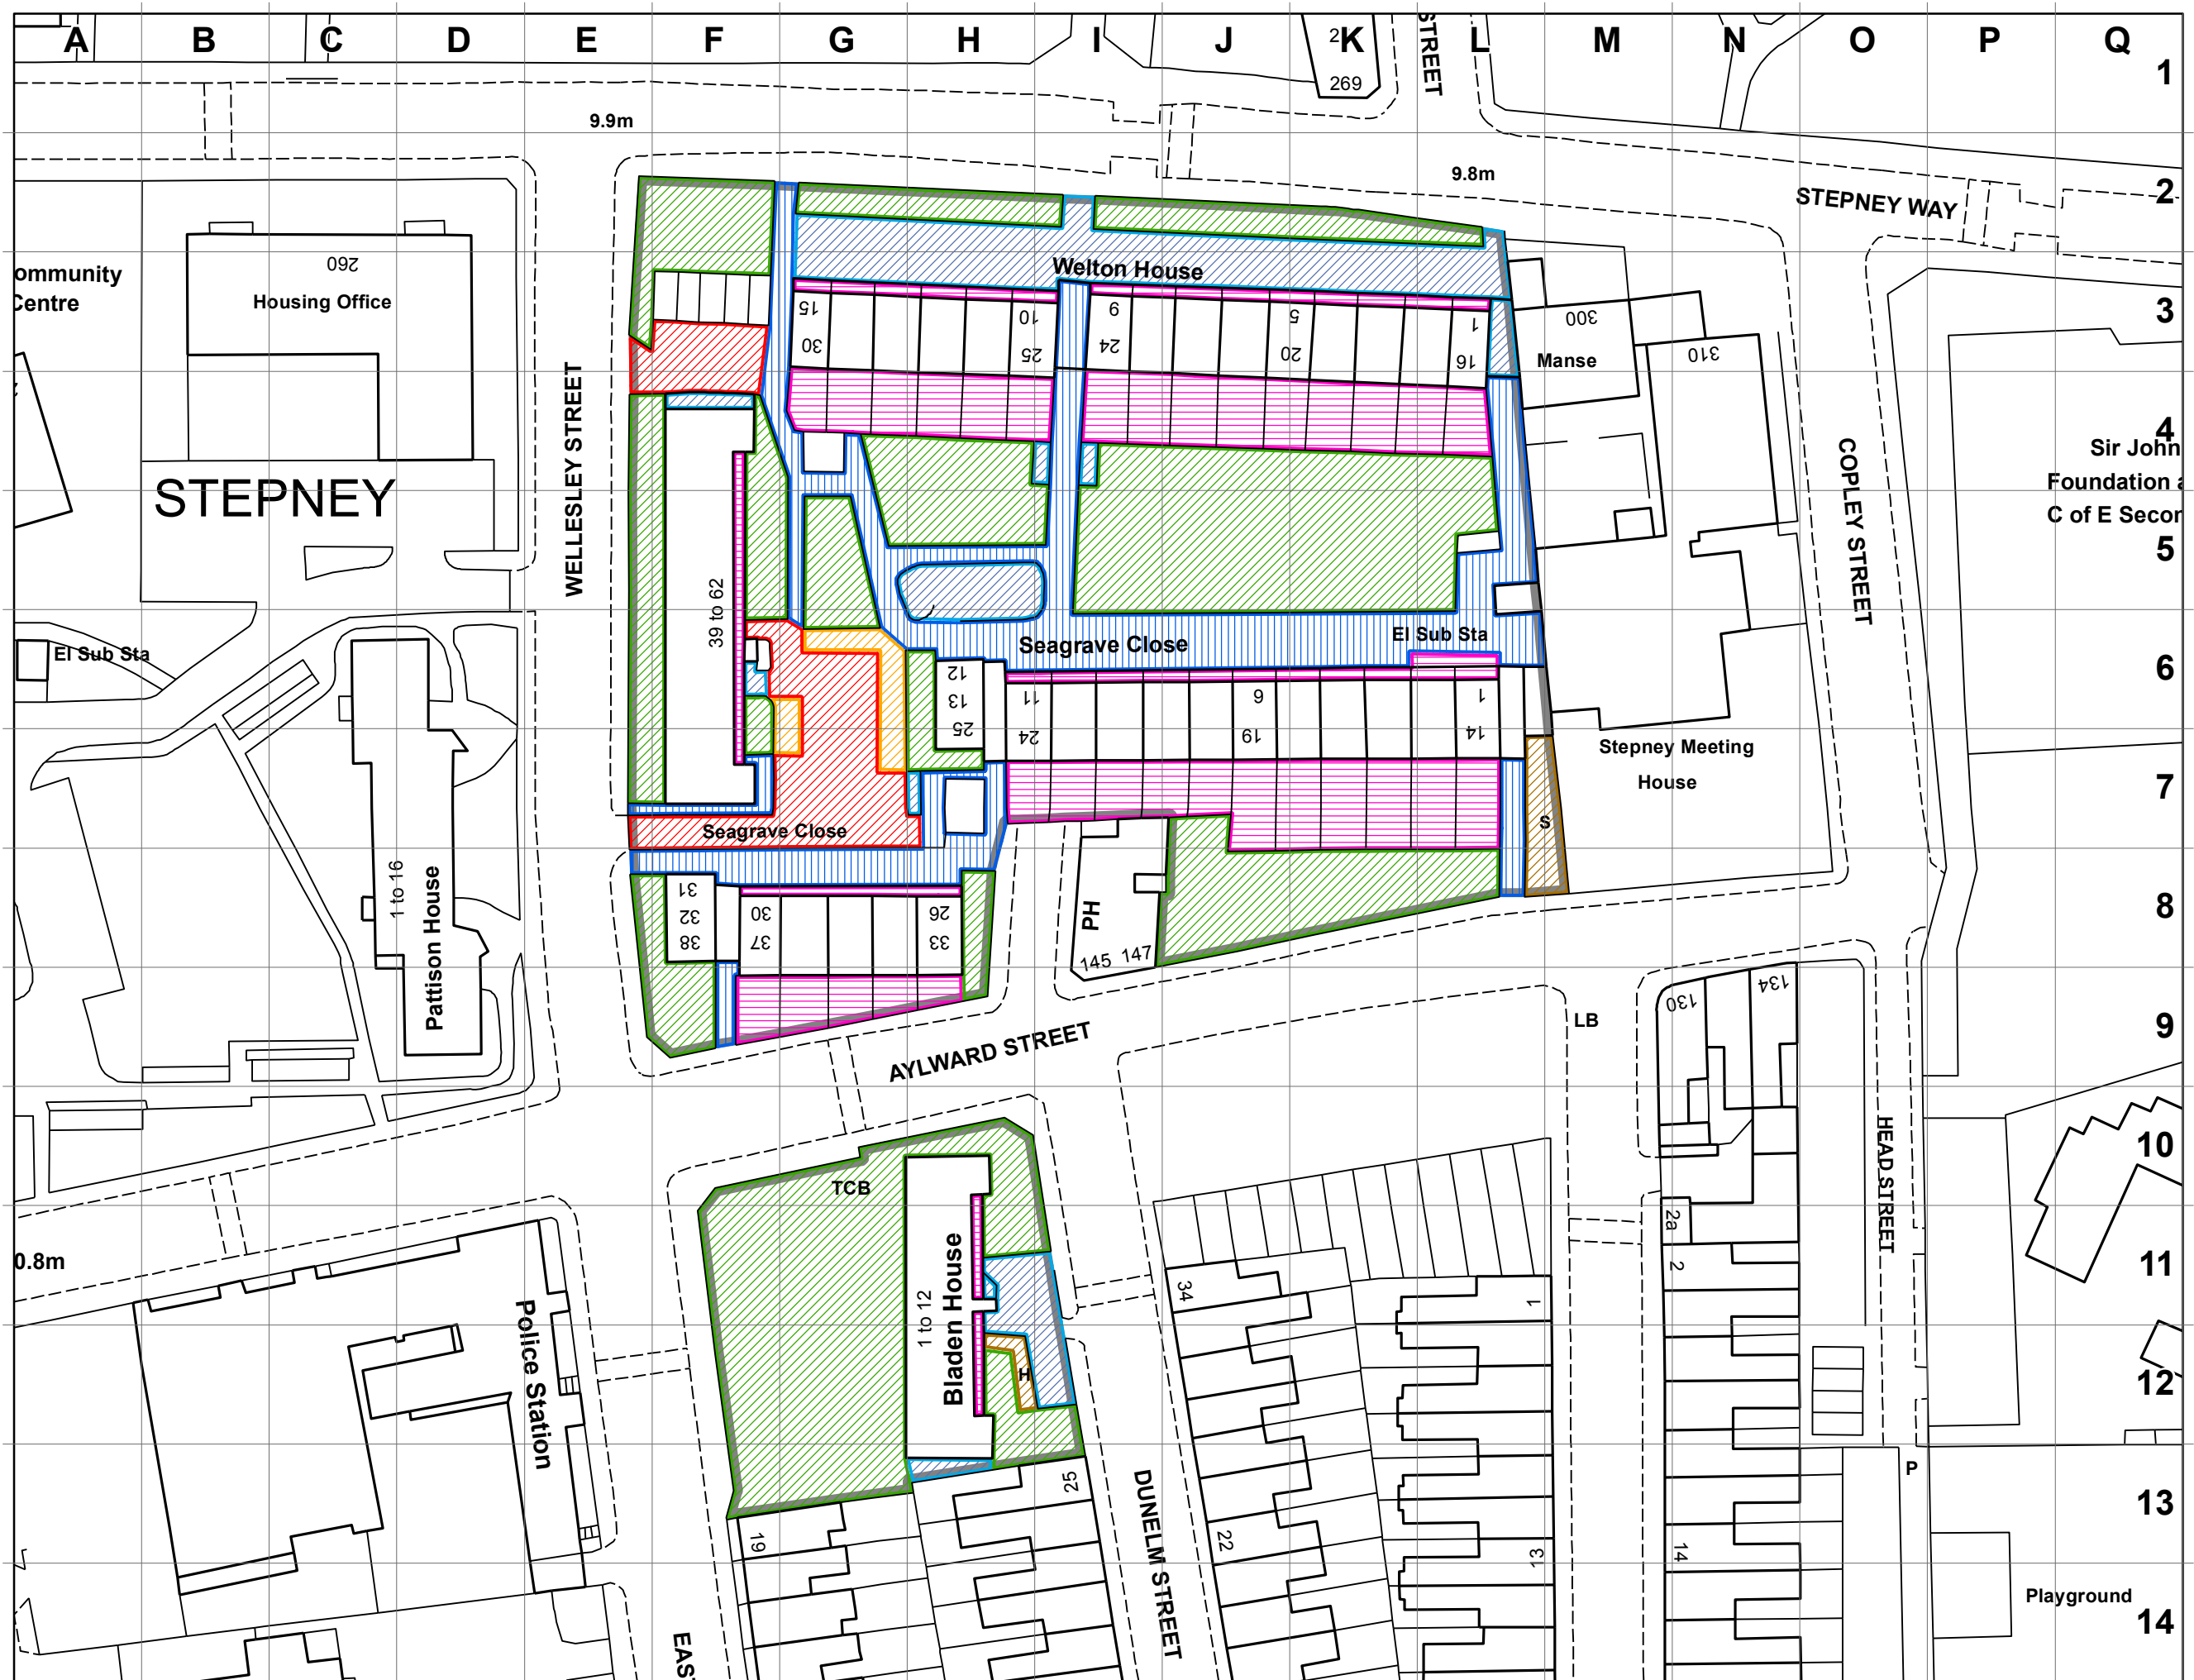 A B C D E F G H I J K L M N O P Q
1
2
3
4
5
6
7
8
9
10
11
12
13
14
STREET
2
269
9.9m
9.8m
STEPNEY WAY
ommunity
Centre
260
Housing Office
Welton House
15
30
10
25
9
24
5
20
1
16
300
Manse
310
WELLESLEY STREET
STEPNEY
COPLEY STREET
Sir John
Foundation a
C of E Secon
39 to 62
El Sub Sta
Seagrave Close
El Sub Sta
12
13
25
11
24
6
19
1
14
Stepney Meeting
House
S
Seagrave Close
1 to 16
Pattison House
31
32
38
30
37
26
33
PH
145 147
AYLWARD STREET
LB
130
134
HEAD STREET
TCB
1 to 12
Bladen House
H
2a
2
0.8m
Police Station
34
1
25
DUNELM STREET
19
22
13
14
P
Playground
EAS